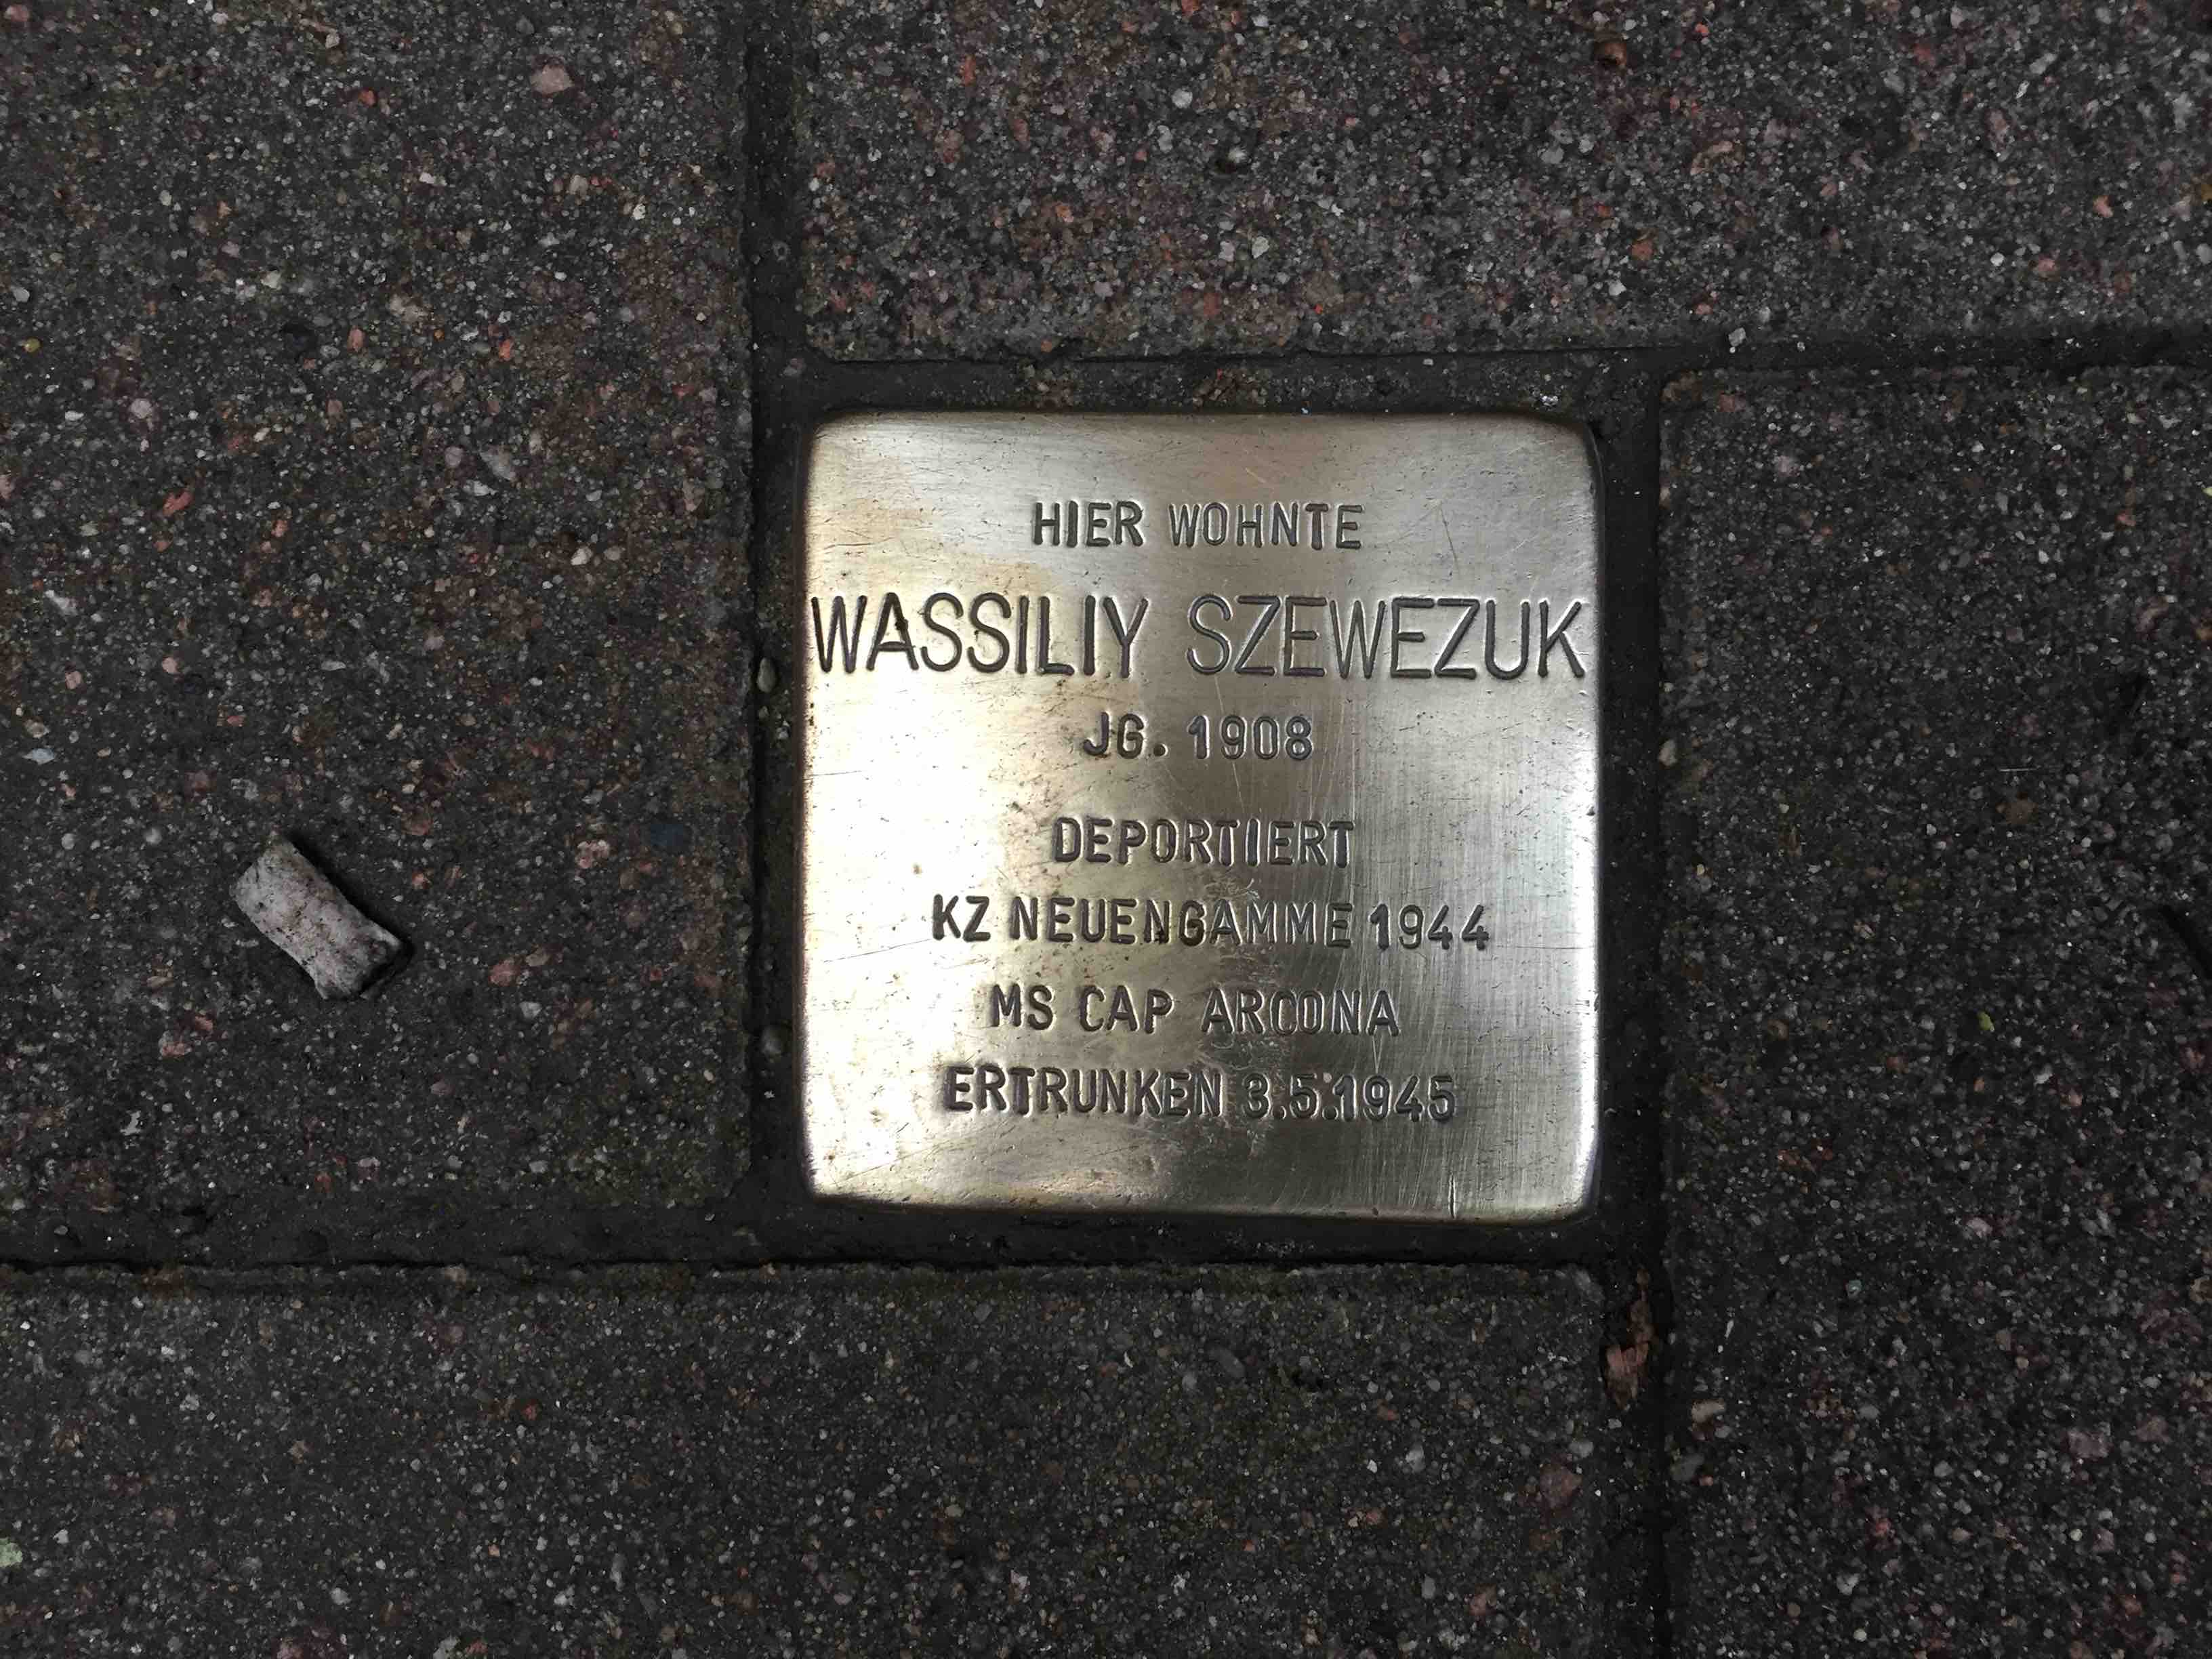 HIER WOHNTE
WASSILIY SZEWEZUK
JG. 1908
DEPORTIERT
KZ NEUENGAMME 1944
MS CAP ARCONA
ERTRUNKEN 3.5.1945